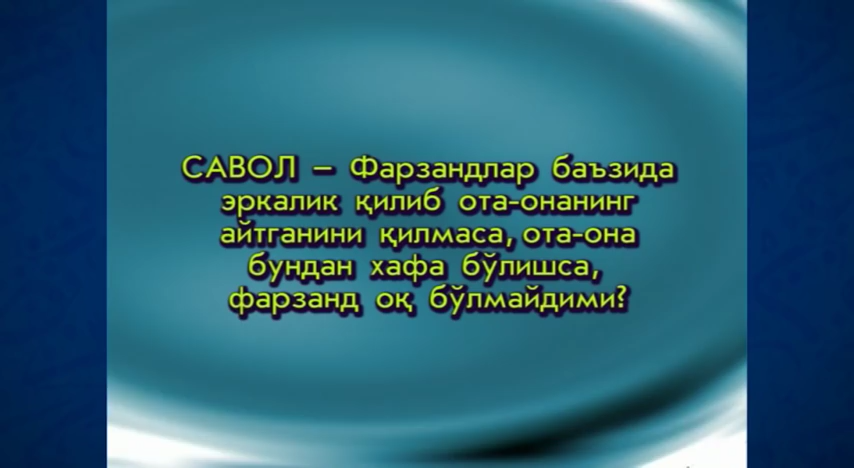 САВОЛ – Фарзандлар баъзида
эркалик қилиб ота-онанинг
айтганини қилмаса, ота-она
бундан хафа бўлишса,
фарзанд оқ бўлмайдими?